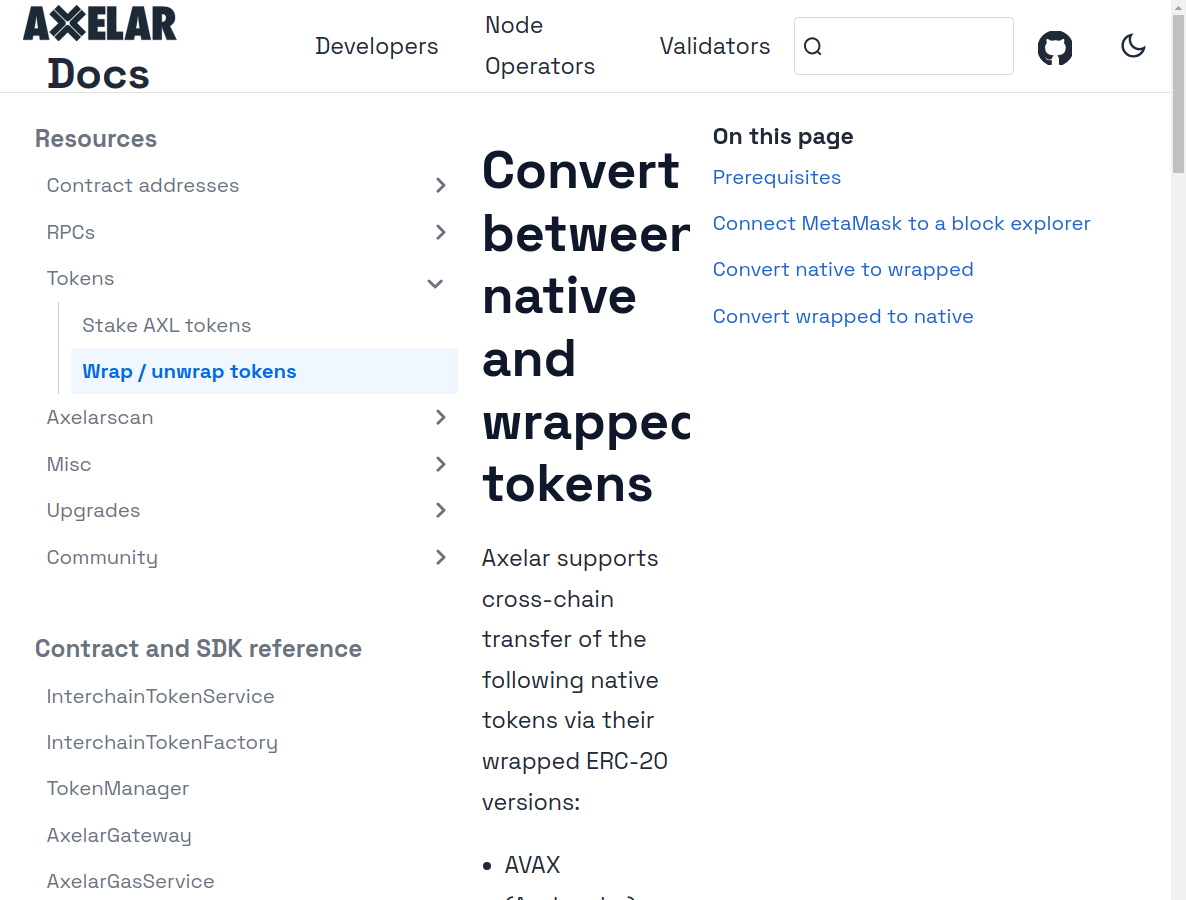 AXELAR
Docs
Developers
Node
Operators
Validators
Resources
Contract addresses
RPCs
Tokens
Stake AXL tokens
Wrap / unwrap tokens
Axelarscan
Misc
Upgrades
Community
Contract and SDK reference
InterchainTokenService
InterchainTokenFactory
TokenManager
AxelarGateway
AxelarGasService
Convert
between
native
and
wrapped
tokens
Axelar supports
cross-chain
transfer of the
following native
tokens via their
wrapped ERC-20
versions:
• AVAX
On this page
Prerequisites
Connect MetaMask to a block explorer
Convert native to wrapped
Convert wrapped to native